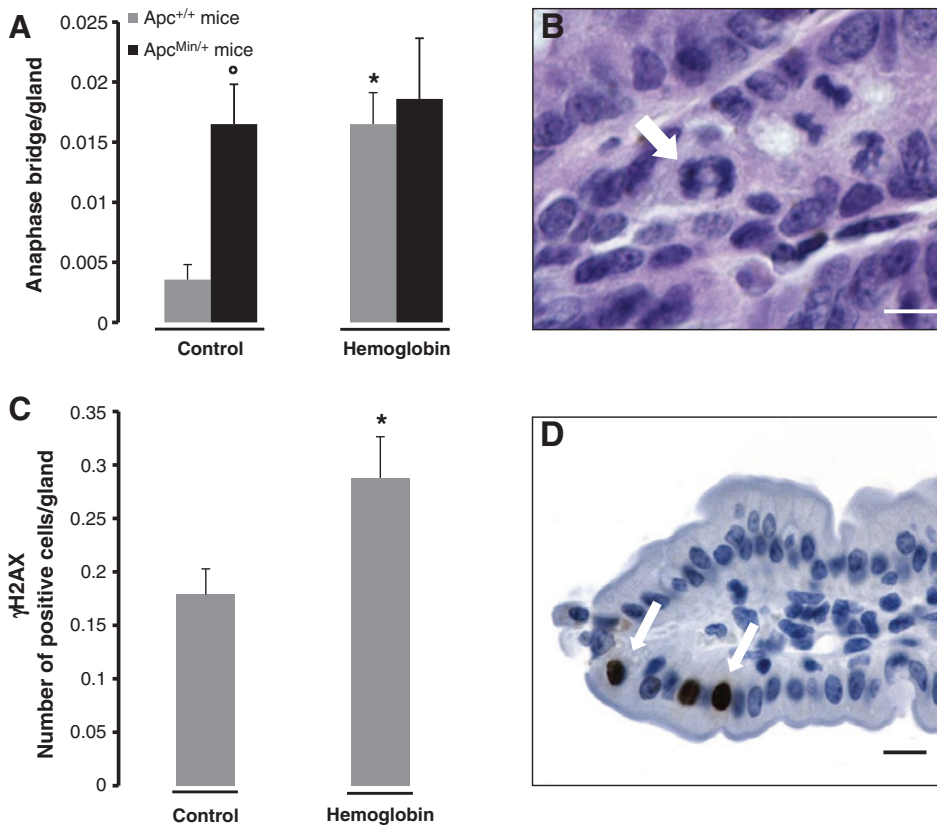 A
Apc+/+ mice
ApcMin/+ mice
Anaphase bridge/gland
0.025
0.02
0.015
0.01
0.005
0
°
*
Control
Hemoglobin
B
C
γH2AX
Number of positive cells/gland
0.35
0.3
0.25
0.2
0.15
0.1
0.05
0
*
Control
Hemoglobin
D